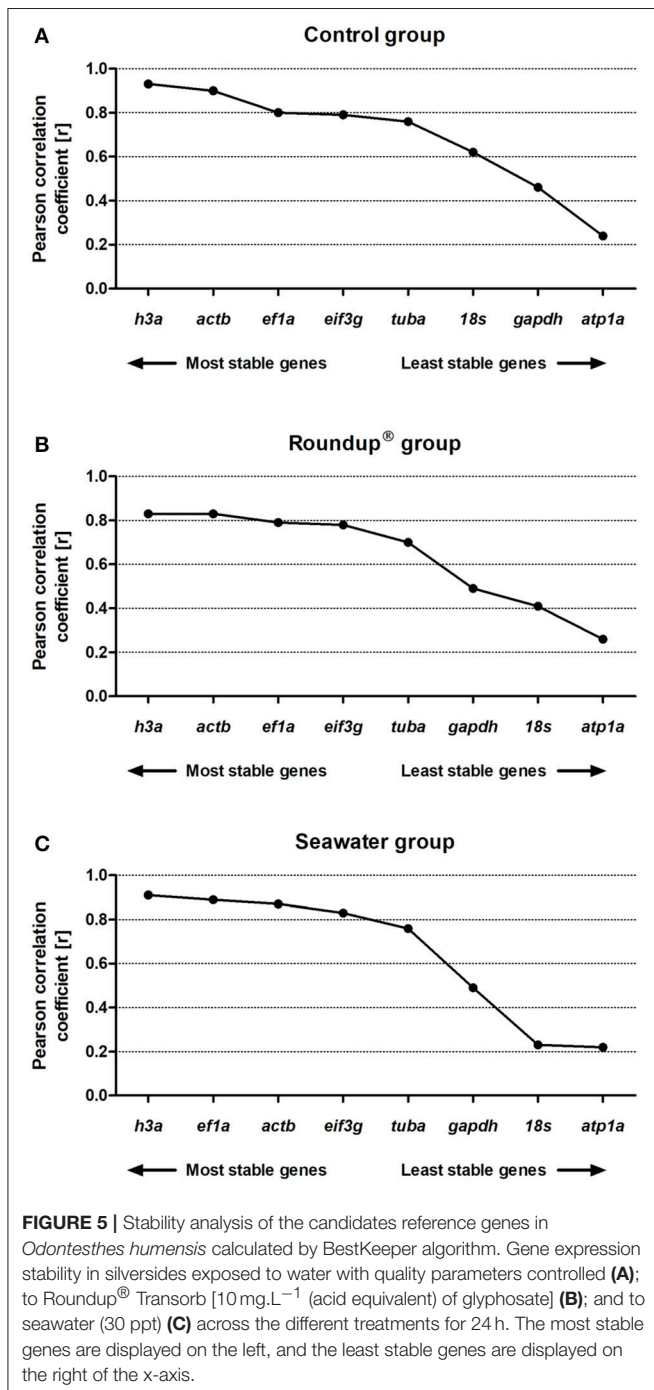 A
Control group
Pearson correlation
coefficient [r]
1.0
0.8
0.6
0.4
0.2
0.0
h3a actb ef1a eif3g tuba 18s gapdh atp1a
Most stable genes Least stable genes
B
Roundup® group
Pearson correlation
coefficient [r]
1.0
0.8
0.6
0.4
0.2
0.0
h3a actb ef1a eif3g tuba gapdh 18s atp1a
Most stable genes Least stable genes
C
Seawater group
Pearson correlation
coefficient [r]
1.0
0.8
0.6
0.4
0.2
0.0
h3a ef1a actb eif3g tuba gapdh 18s atp1a
Most stable genes Least stable genes
FIGURE 5 | Stability analysis of the candidates reference genes in
Odontesthes humensis calculated by BestKeeper algorithm. Gene expression
stability in silversides exposed to water with quality parameters controlled (A);
to Roundup® Transorb [10 mg.L−1 (acid equivalent) of glyphosate] (B); and to
seawater (30 ppt) (C) across the different treatments for 24 h. The most stable
genes are displayed on the left, and the least stable genes are displayed on
the right of the x-axis.